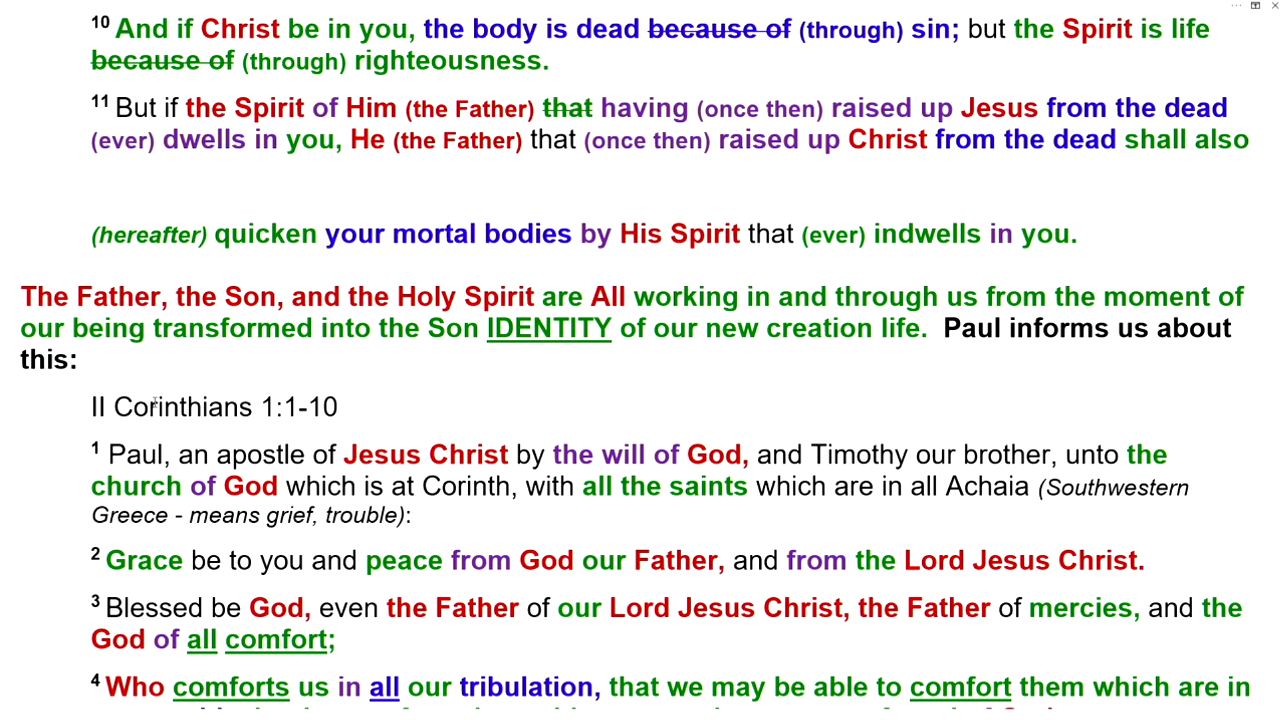 10 And if Christ be in you, the body is dead because of (through) sin; but the Spirit is life
because of (through) righteousness.
11 But if the Spirit of Him (the Father) that having (once then) raised up Jesus from the dead
(ever) dwells in you, He (the Father) that (once then) raised up Christ from the dead shall also
(hereafter) quicken your mortal bodies by His Spirit that (ever) indwells in you.
The Father, the Son, and the Holy Spirit are All working in and through us from the moment of
our being transformed into the Son IDENTITY of our new creation life. Paul informs us about
this:
II Corinthians 1:1-10
1 Paul, an apostle of Jesus Christ by the will of God, and Timothy our brother, unto the
church of God which is at Corinth, with all the saints which are in all Achaia (Southwestern
Greece - means grief, trouble):
2 Grace be to you and peace from God our Father, and from the Lord Jesus Christ.
3 Blessed be God, even the Father of our Lord Jesus Christ, the Father of mercies, and the
God of all comfort;
4 Who comforts us in all our tribulation, that we may be able to comfort them which are in